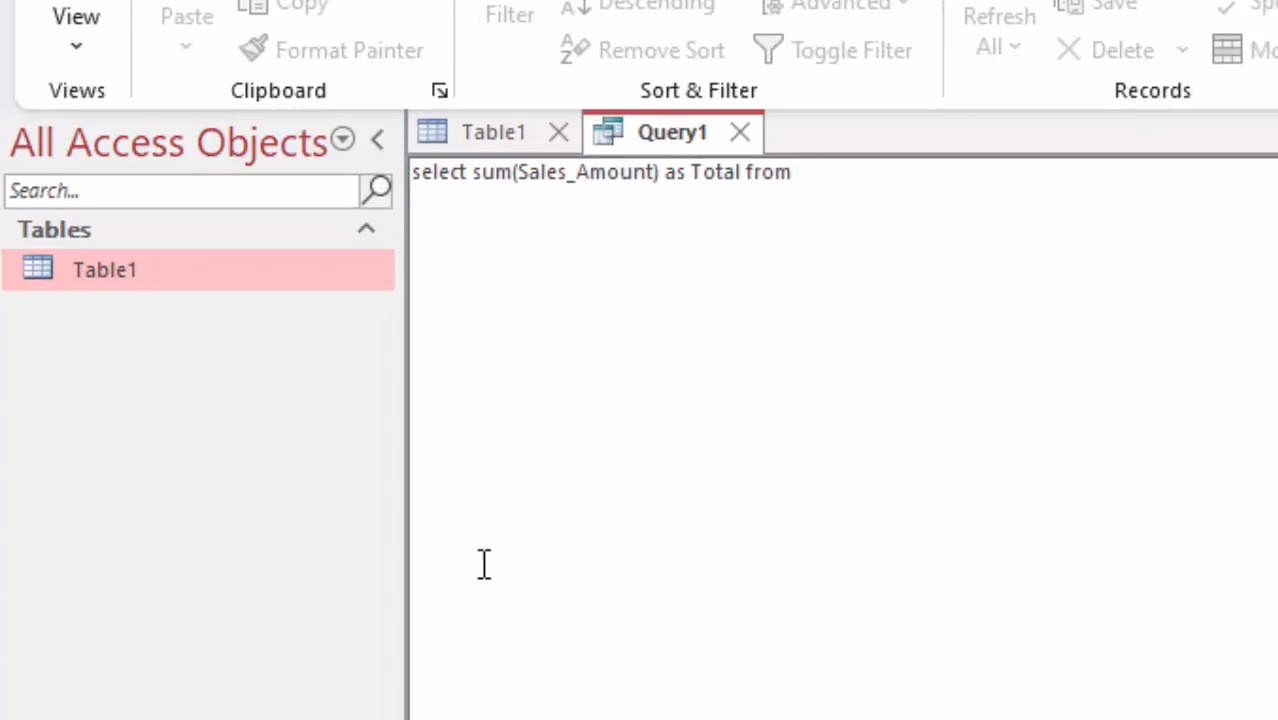 View
Paste
Copy
Format Painter
Filter
Descending
Advanced
Remove Sort
Toggle Filter
Refresh
All
Save
Delete
Views
Clipboard
Sort & Filter
Records
All Access Objects
Search...
Tables
Table1
Table1
Query1
select sum(Sales_Amount) as Total from